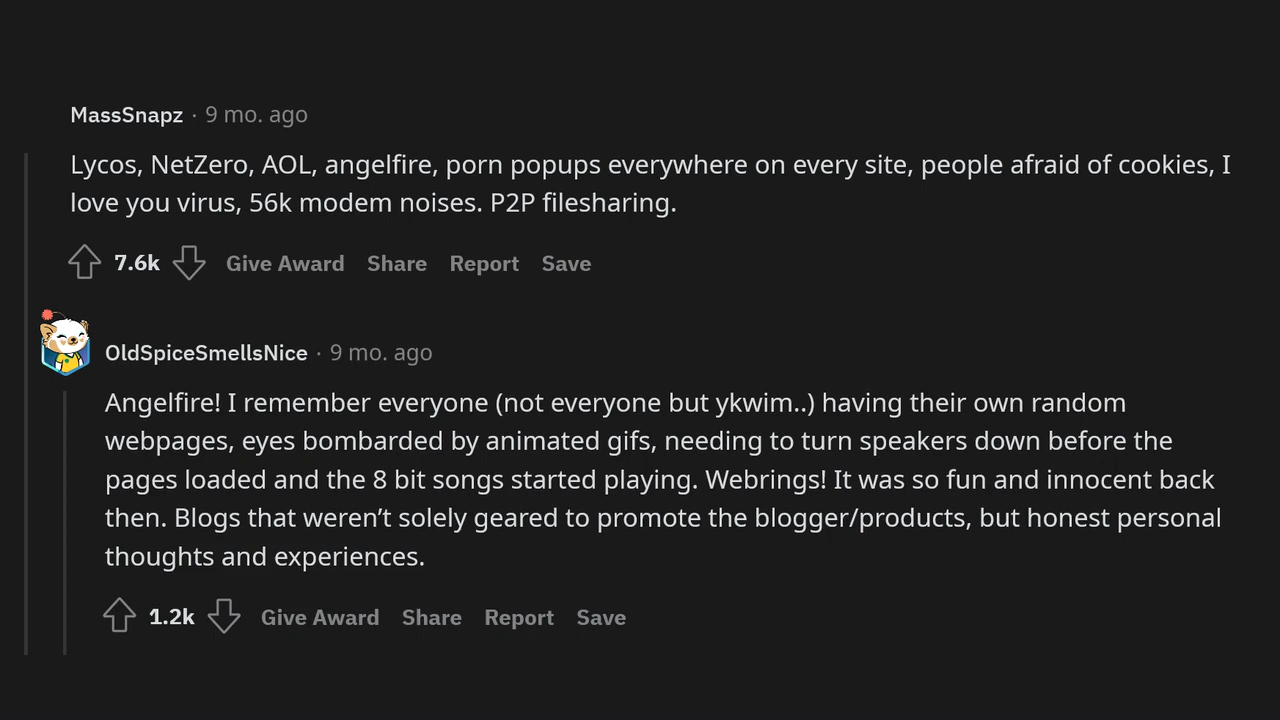 MassSnapz · 9 mo. ago
Lycos, NetZero, AOL, angelfire, porn popups everywhere on every site, people afraid of cookies, I
love you virus, 56k modem noises. P2P filesharing.
7.6k Give Award Share Report Save
OldSpiceSmellsNice · 9 mo. ago
Angelfire! I remember everyone (not everyone but ykwim..) having their own random
webpages, eyes bombarded by animated gifs, needing to turn speakers down before the
pages loaded and the 8 bit songs started playing. Webrings! It was so fun and innocent back
then. Blogs that weren’t solely geared to promote the blogger/products, but honest personal
thoughts and experiences.
1.2k Give Award Share Report Save